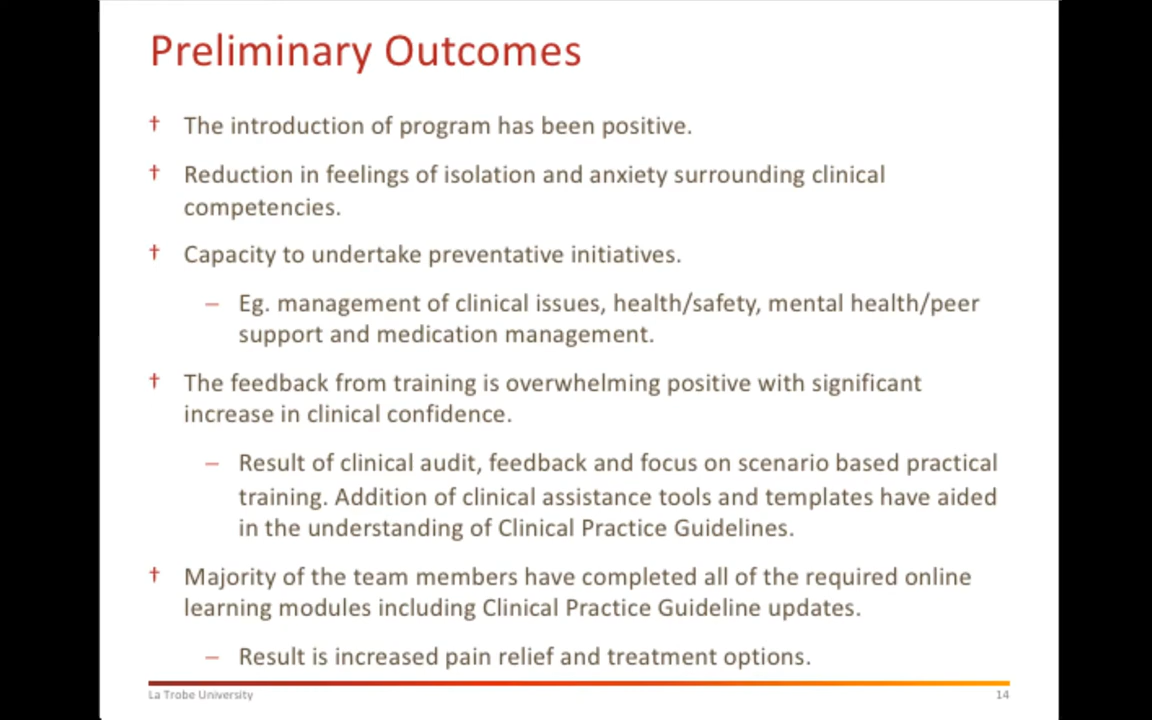 Preliminary Outcomes
† The introduction of program has been positive.
† Reduction in feelings of isolation and anxiety surrounding clinical
competencies.
† Capacity to undertake preventative initiatives.
– Eg. management of clinical issues, health/safety, mental health/peer
support and medication management.
† The feedback from training is overwhelming positive with significant
increase in clinical confidence.
– Result of clinical audit, feedback and focus on scenario based practical
training. Addition of clinical assistance tools and templates have aided
in the understanding of Clinical Practice Guidelines.
† Majority of the team members have completed all of the required online
learning modules including Clinical Practice Guideline updates.
– Result is increased pain relief and treatment options.
La Trobe University
14